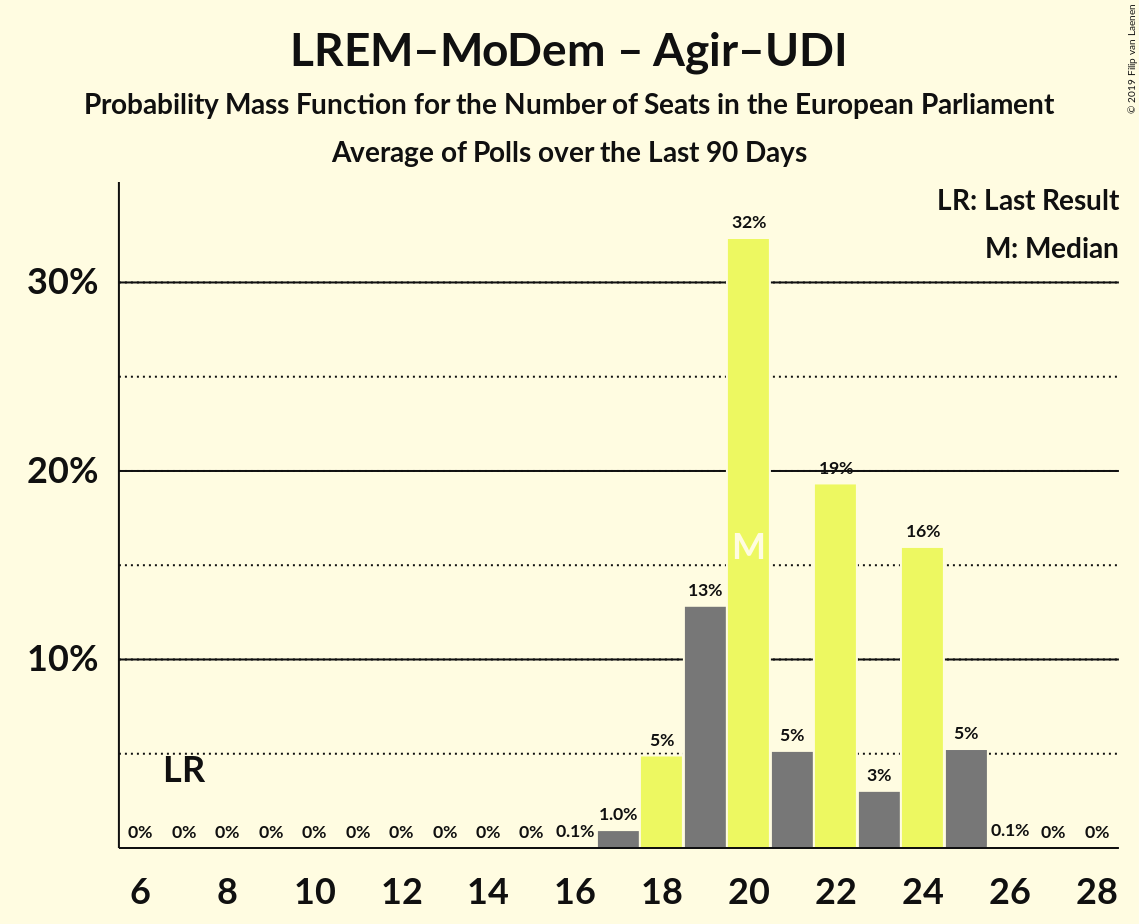 LREM–MoDem – Agir–UDI
Probability Mass Function for the Number of Seats in the European Parliament
Average of Polls over the Last 90 Days
© 2019 Filip van Laenen
LR: Last Result
M: Median
30%
20%
10%
LR
M
0% 0% 0% 0% 0% 0% 0% 0% 0% 0% 0.1% 1.0% 5% 13% 32% 5% 19% 3% 16% 5% 0.1% 0% 0%
6 8 10 12 14 16 18 20 22 24 26 28